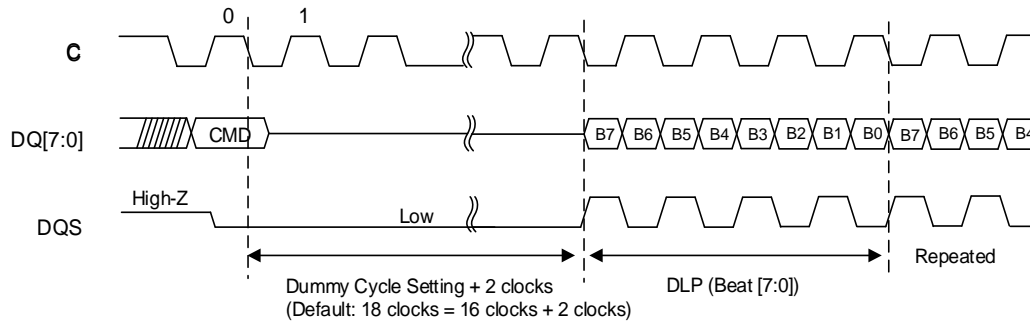 0 1
C
DQ[7:0] CMD B7 B6 B5 B4 B3 B2 B1 B0 B7 B6 B5 B4
High-Z
DQS Low
Repeated
Dummy Cycle Setting + 2 clocks DLP (Beat [7:0])
(Default: 18 clocks = 16 clocks + 2 clocks)